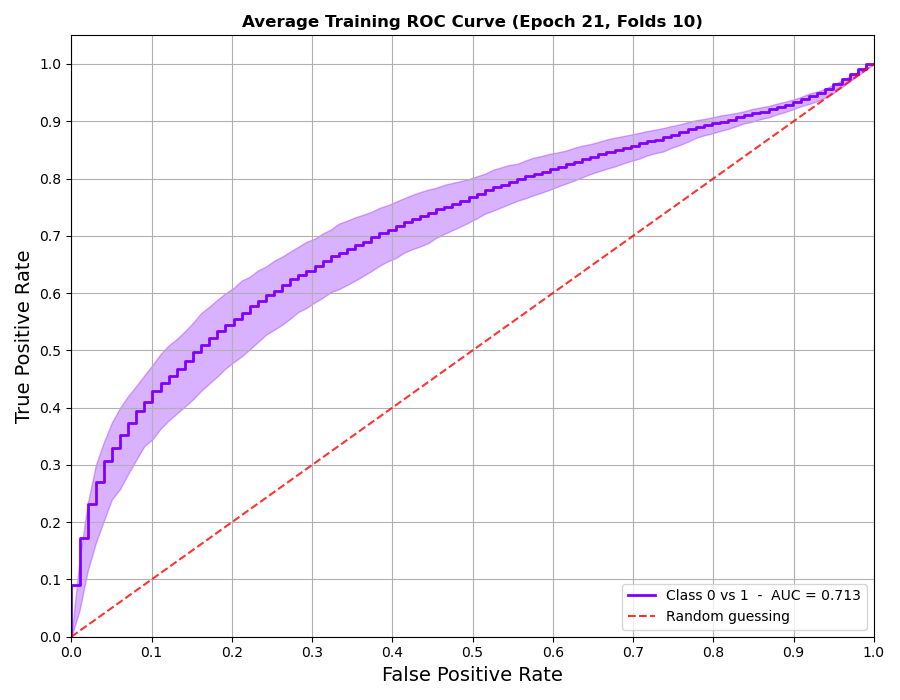 Average Training ROC Curve (Epoch 21, Folds 10)
True Positive Rate
1.0
0.9
0.8
0.7
0.6
0.5
0.4
0.3
0.2
0.1
0.0
Class 0 vs 1 - AUC = 0.713
Random guessing
0.0 0.1 0.2 0.3 0.4 0.5 0.6 0.7 0.8 0.9 1.0
False Positive Rate